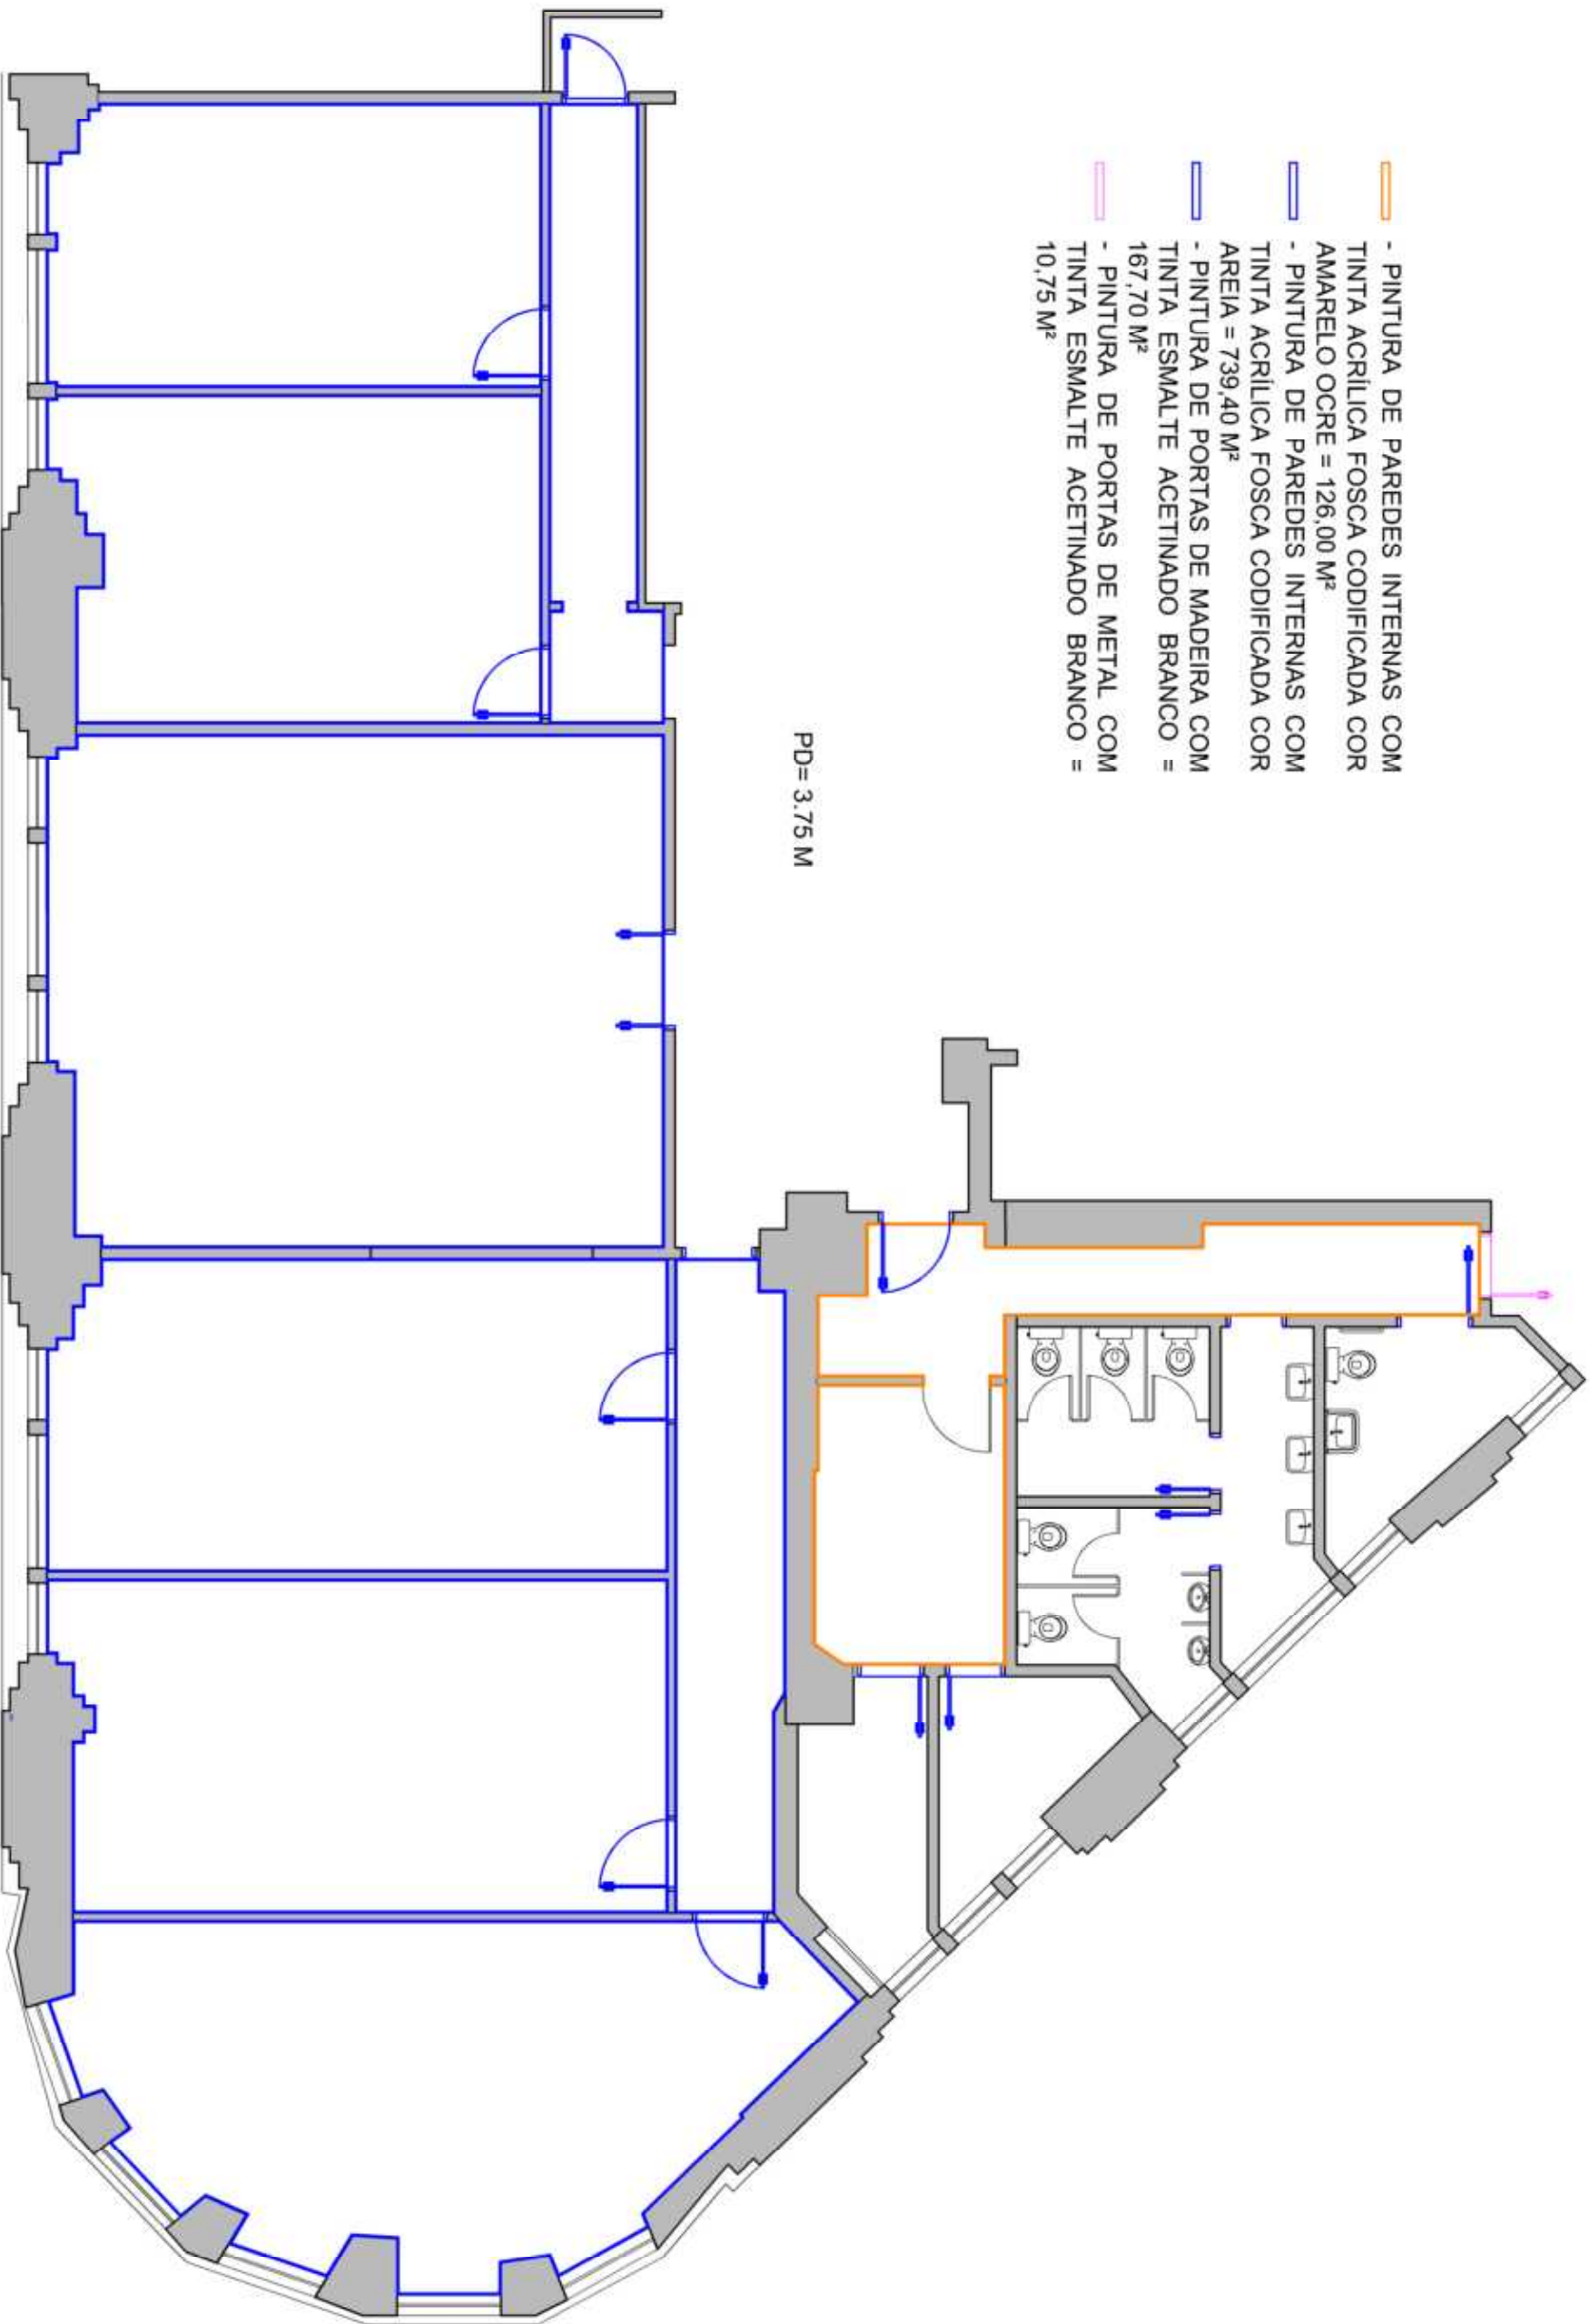 - PINTURA DE PAREDES INTERNAS COM
TINTA ACRÍLICA FOSCA CODIFICADA COR
AMARELO OCRE = 126,00 M²
- PINTURA DE PAREDES INTERNAS COM
TINTA ACRÍLICA FOSCA CODIFICADA COR
AREIA = 739,40 M²
- PINTURA DE PORTAS DE MADEIRA COM
TINTA ESMALTE ACETINADO BRANCO =
167,70 M²
- PINTURA DE PORTAS DE METAL COM
TINTA ESMALTE ACETINADO BRANCO =
10,75 M²
PD= 3.75 M